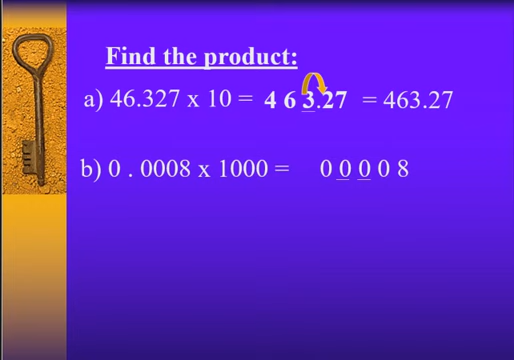 Find the product:
a) 46.327 x 10 = 4 6 3.27 = 463.27
b) 0 . 0008 x 1000 = 0 0 0 0 8